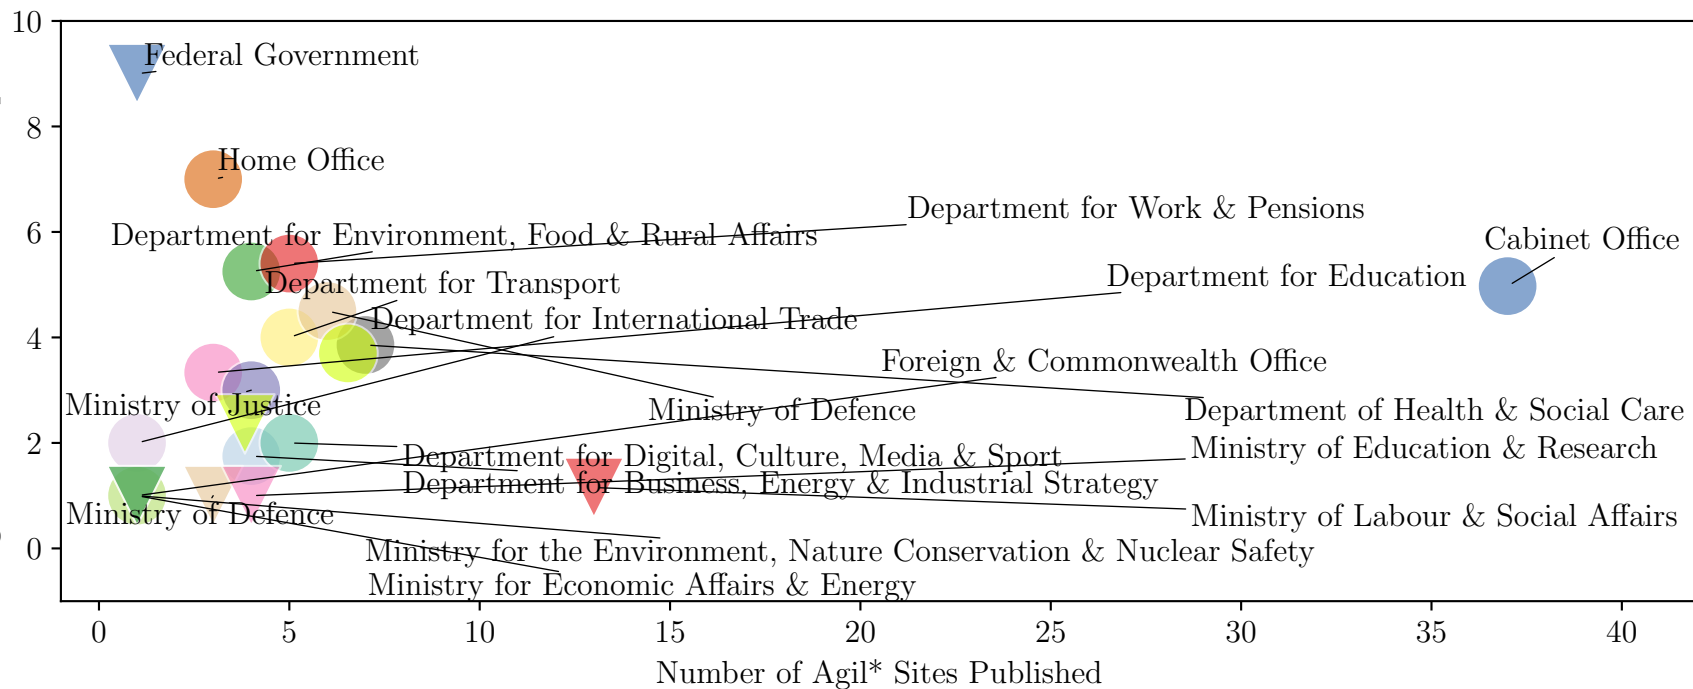 10
Federal Government
8
Home Office
Department for Work & Pensions
6
Department for Environment, Food & Rural Affairs
Cabinet Office
Department for Education
Department for Transport
4
Department for International Trade
Foreign & Commonwealth Office
Ministry of Justice
Ministry of Defence
Department of Health & Social Care
2
Department for Digital, Culture, Media & Sport
Ministry of Education & Research
Department for Business, Energy & Industrial Strategy
Ministry of Defence
Ministry of Labour & Social Affairs
0
Ministry for the Environment, Nature Conservation & Nuclear Safety
Ministry for Economic Affairs & Energy
0 5 10 15 20 25 30 35 40
Number of Agil* Sites Published